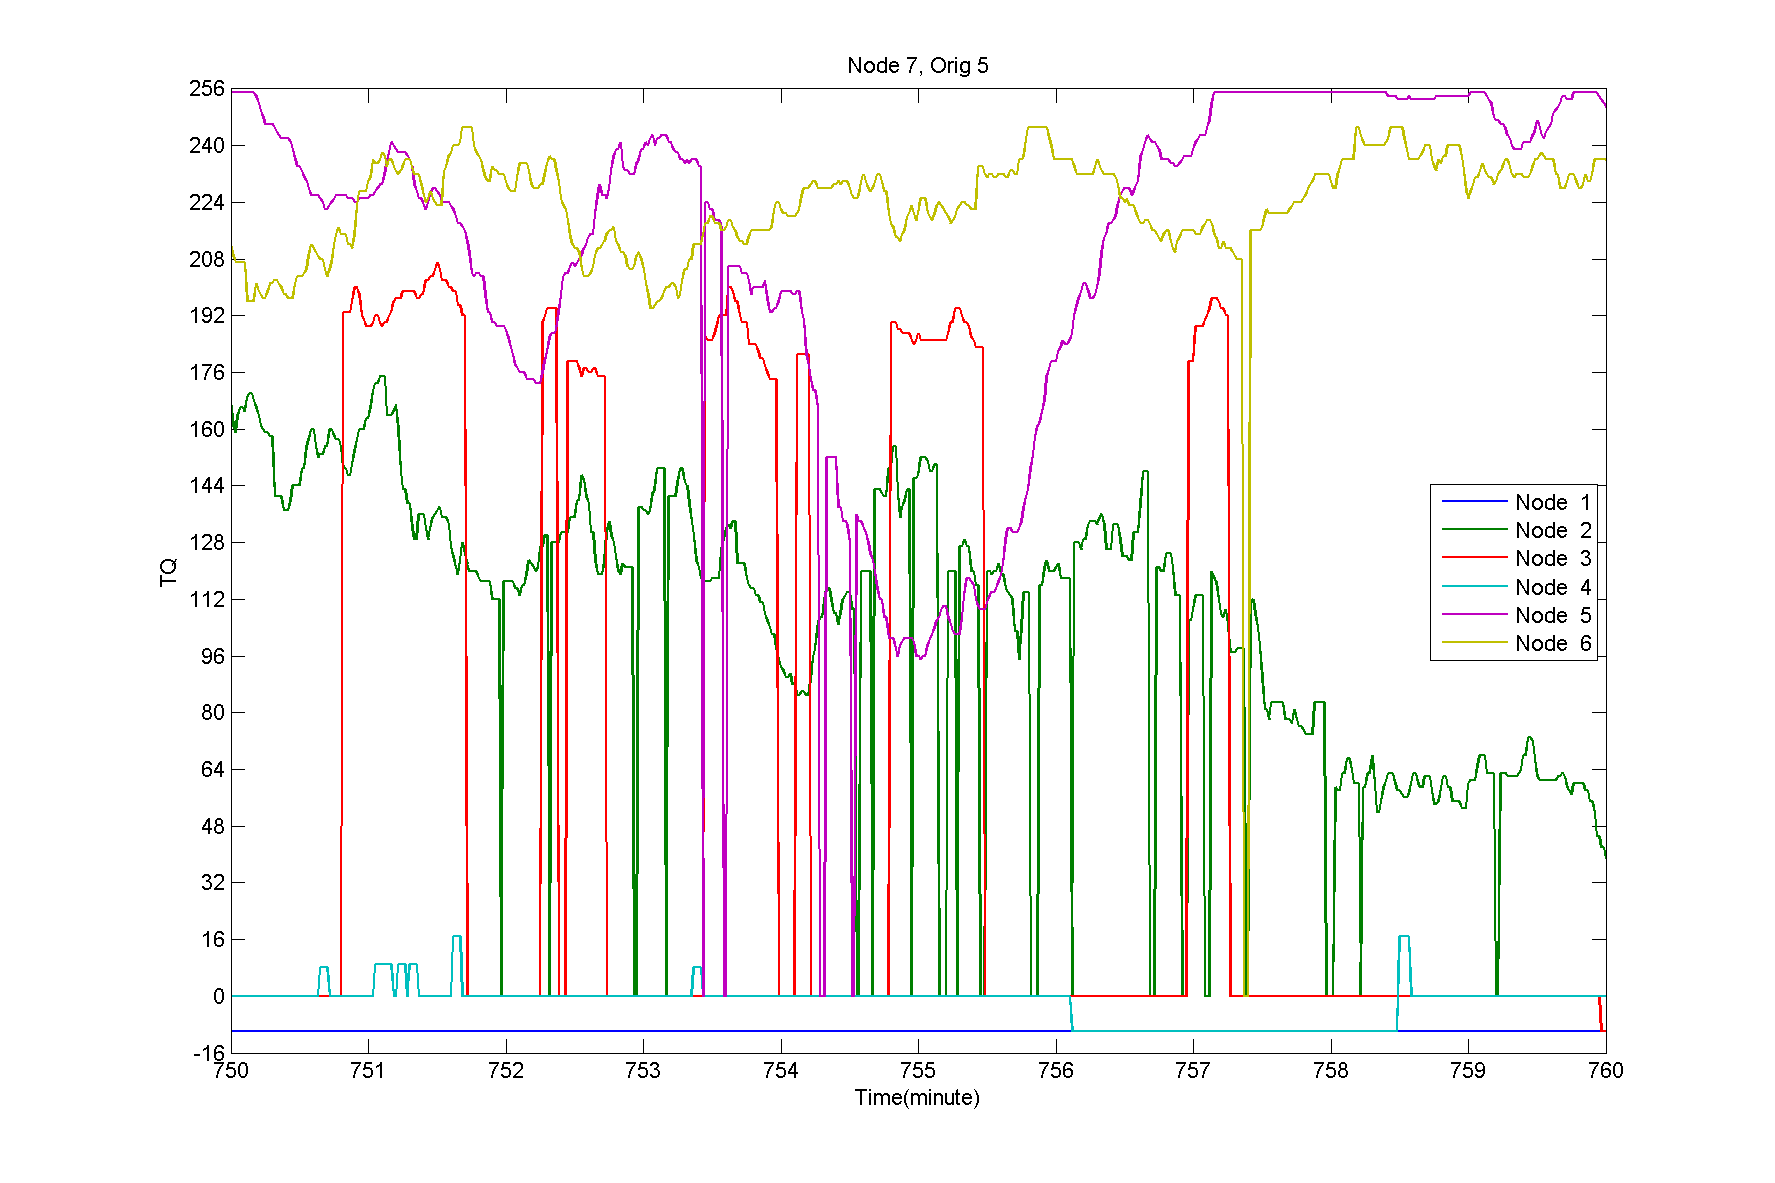 Node 7, Orig 5
256
240
224
208
192
176
160
144
128
112
96
80
64
48
32
16
0
-16
TQ
Node 1
Node 2
Node 3
Node 4
Node 5
Node 6
750 751 752 753 754 755 756 757 758 759 760
Time(minute)